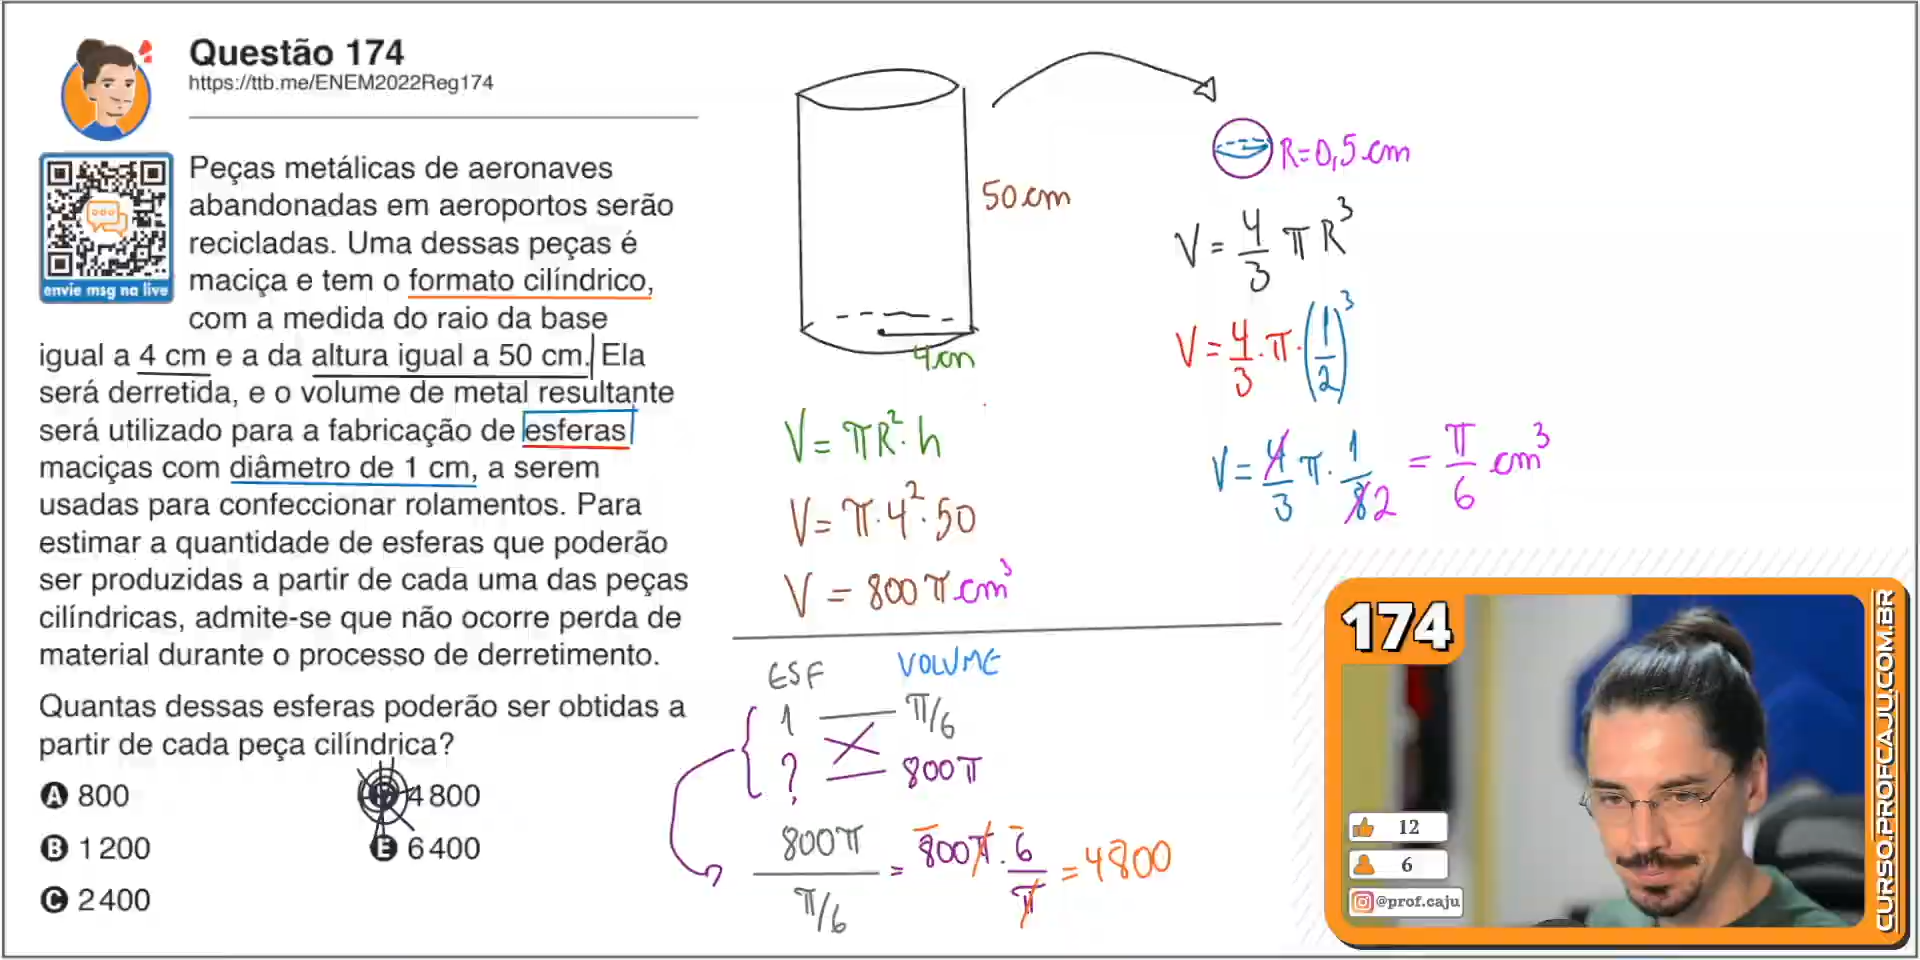 Questão 174
https://ttb.me/ENEM2022Reg174
envie msg na live
Peças metálicas de aeronaves
abandonadas em aeroportos serão
recicladas. Uma dessas peças é
maciça e tem o formato cilíndrico,
com a medida do raio da base
igual a 4 cm e a da altura igual a 50 cm. Ela
será derretida, e o volume de metal resultante
será utilizado para a fabricação de esferas
maciças com diâmetro de 1 cm, a serem
usadas para confeccionar rolamentos. Para
estimar a quantidade de esferas que poderão
ser produzidas a partir de cada uma das peças
cilíndricas, admite-se que não ocorre perda de
material durante o processo de derretimento.
Quantas dessas esferas poderão ser obtidas a
partir de cada peça cilíndrica?
A 800
B 1 200
C 2 400
4 800
E 6 400
50 cm
4 cm
V = πR²·h
V = π·4²·50
V = 800π cm³
R=0,5 cm
V = 4/3 π R³
V = 4/3 · π · (1/2)³
V = 4/3 π · 1/8 2 = π/6 cm³
ESF VOLUME
1 π/6
? 800π
800π / π/6 = 800π · 6/π = 4800
174
12
6
@prof.caju
CURSO.PROFCAJU.COM.BR